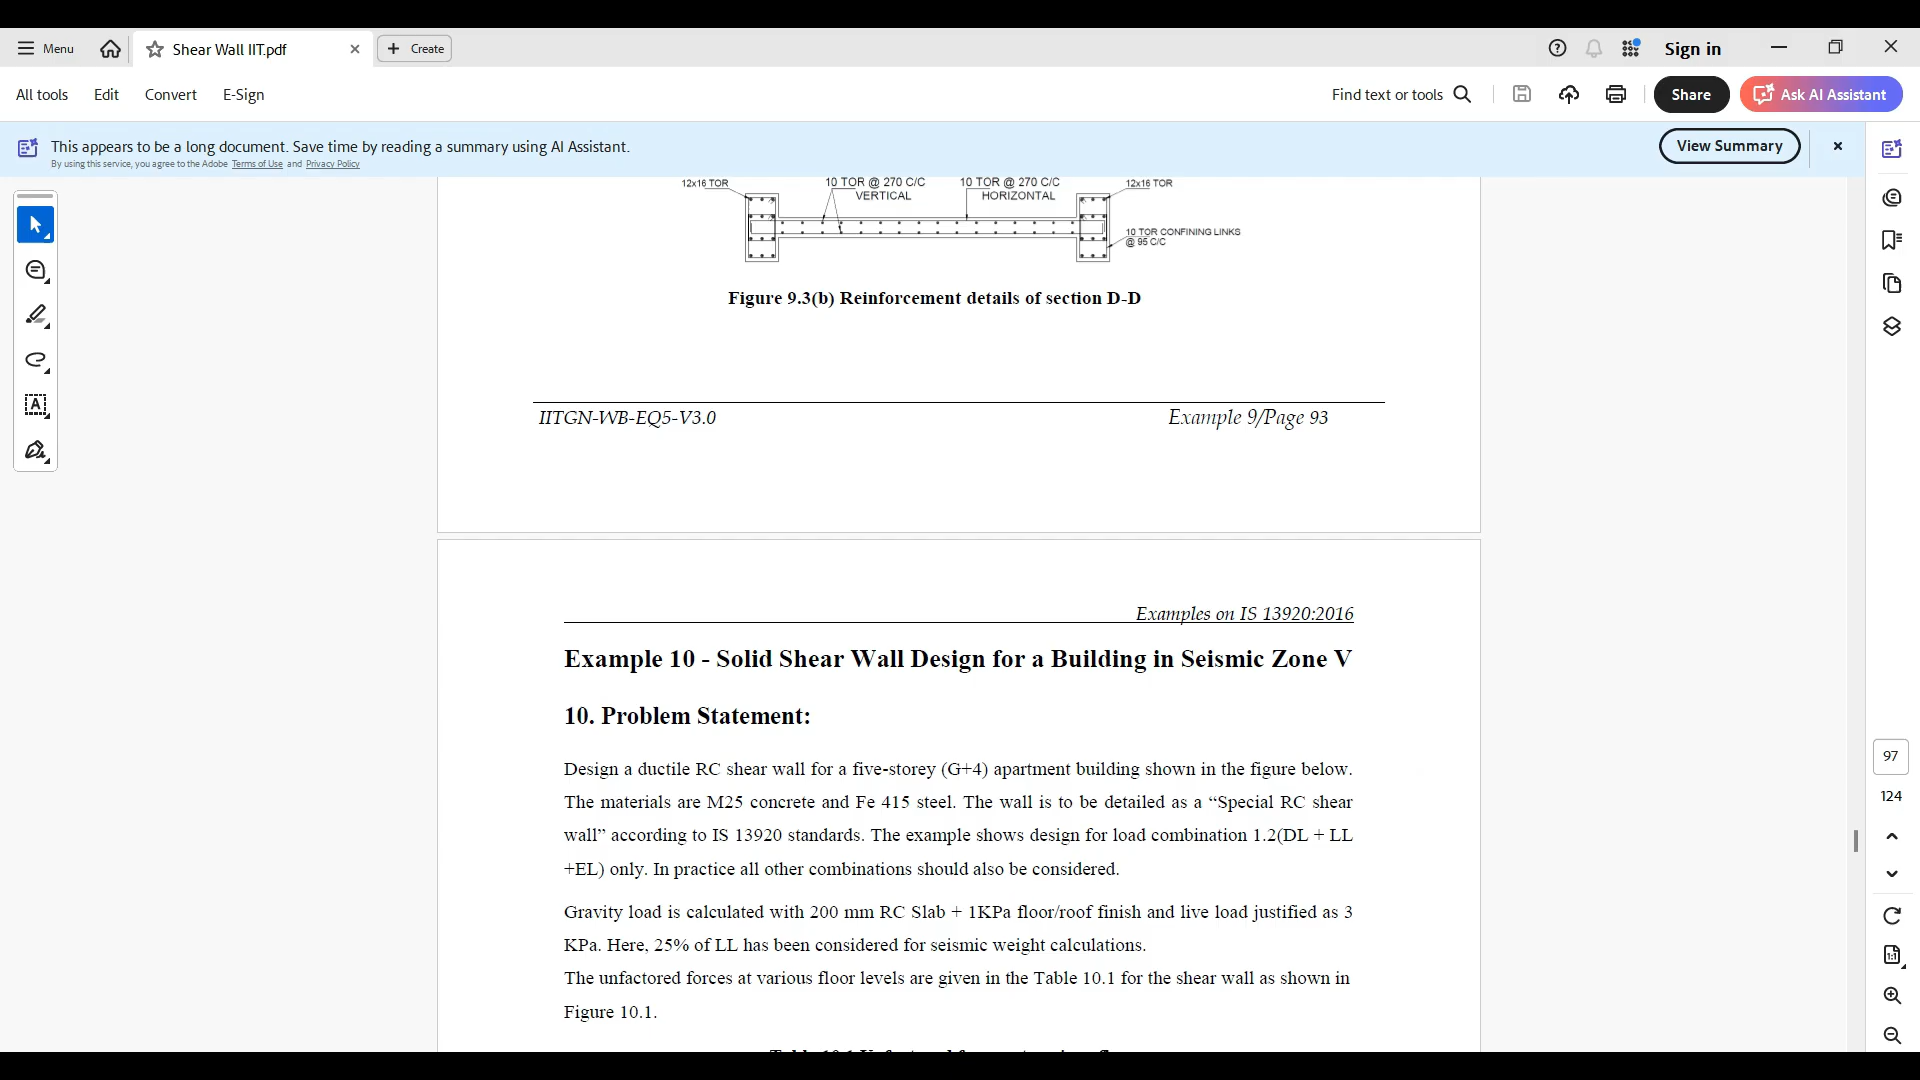 Menu
Shear Wall IIT.pdf
Create
Sign in
All tools
Edit
Convert
E-Sign
Find text or tools
Share
Ask AI Assistant
This appears to be a long document. Save time by reading a summary using AI Assistant.
By using this service, you agree to the Adobe Terms of Use and Privacy Policy
View Summary
12x16 TOR
10 TOR @ 270 C/C
VERTICAL
10 TOR @ 270 C/C
HORIZONTAL
12x16 TOR
10 TOR CONFINING LINKS
@ 95 C/C
Figure 9.3(b) Reinforcement details of section D-D
IITGN-WB-EQ5-V3.0
Example 9/Page 93
Examples on IS 13920:2016
Example 10 - Solid Shear Wall Design for a Building in Seismic Zone V
10. Problem Statement:
Design a ductile RC shear wall for a five-storey (G+4) apartment building shown in the figure below.
The materials are M25 concrete and Fe 415 steel. The wall is to be detailed as a “Special RC shear
wall” according to IS 13920 standards. The example shows design for load combination 1.2(DL + LL
+EL) only. In practice all other combinations should also be considered.
Gravity load is calculated with 200 mm RC Slab + 1KPa floor/roof finish and live load justified as 3
KPa. Here, 25% of LL has been considered for seismic weight calculations.
The unfactored forces at various floor levels are given in the Table 10.1 for the shear wall as shown in
Figure 10.1.
97
124
1:1